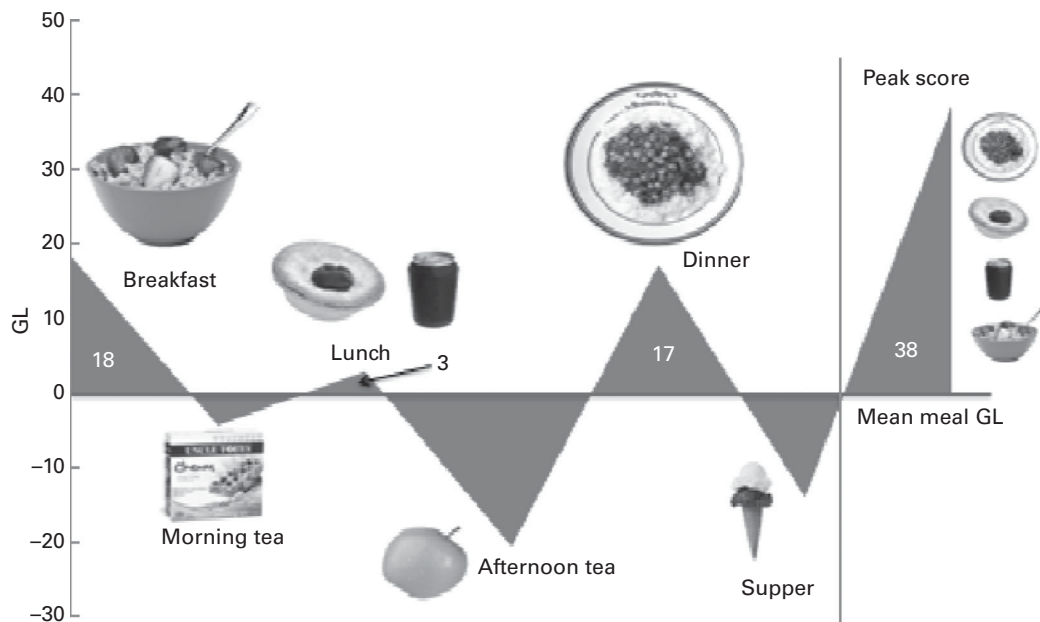 50
40
30
20
10
0
–10
–20
–30
GL
Breakfast
18
Morning tea
Lunch
3
Afternoon tea
Dinner
17
Supper
Peak score
38
Mean meal GL